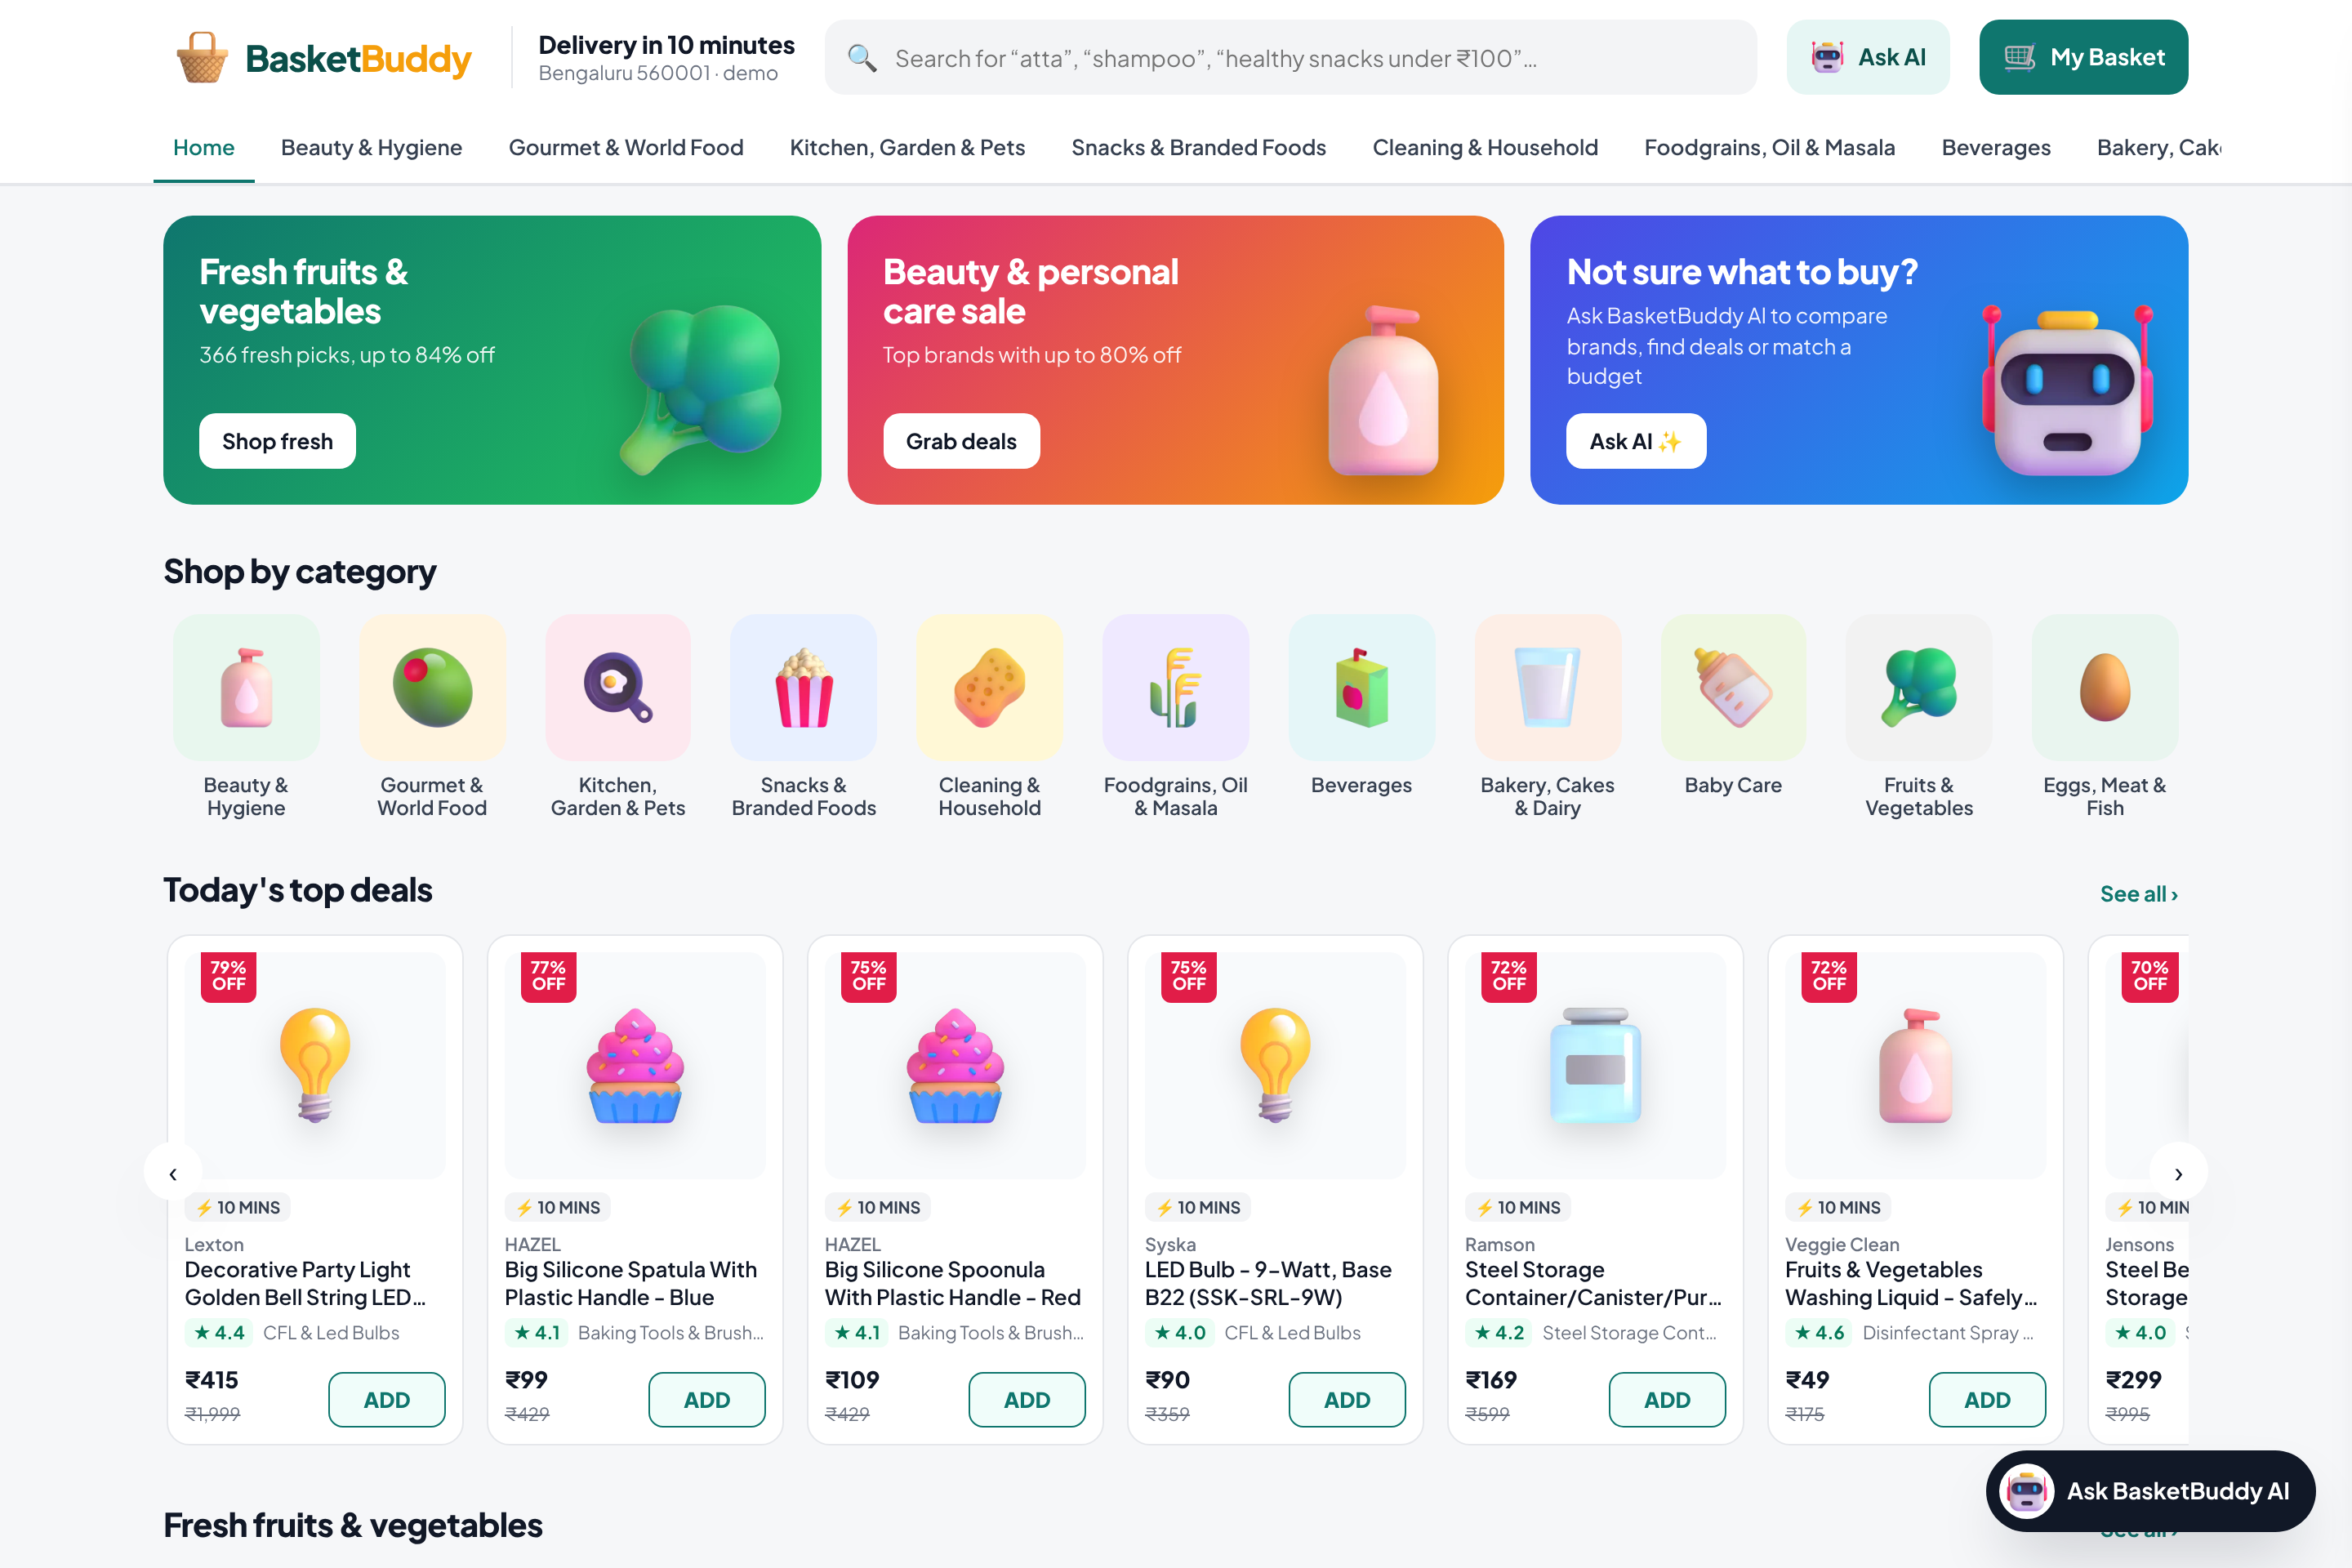 BasketBuddy
Delivery in 10 minutes
Bengaluru 560001 · demo
Search for “atta”, “shampoo”, “healthy snacks under ₹100”...
Ask AI
My Basket
Home
Beauty & Hygiene
Gourmet & World Food
Kitchen, Garden & Pets
Snacks & Branded Foods
Cleaning & Household
Foodgrains, Oil & Masala
Beverages
Bakery, Cak
Fresh fruits &
vegetables
366 fresh picks, up to 84% off
Shop fresh
Beauty & personal
care sale
Top brands with up to 80% off
Grab deals
Not sure what to buy?
Ask BasketBuddy AI to compare
brands, find deals or match a
budget
Ask AI ✨
Shop by category
Beauty &
Hygiene
Gourmet &
World Food
Kitchen,
Garden & Pets
Snacks &
Branded Foods
Cleaning &
Household
Foodgrains, Oil
& Masala
Beverages
Bakery, Cakes
& Dairy
Baby Care
Fruits &
Vegetables
Eggs, Meat &
Fish
Today's top deals
See all ›
79%
OFF
⚡ 10 MINS
Lexton
Decorative Party Light
Golden Bell String LED...
★ 4.4 CFL & Led Bulbs
₹415
₹1,999
ADD
77%
OFF
⚡ 10 MINS
HAZEL
Big Silicone Spatula With
Plastic Handle - Blue
★ 4.1 Baking Tools & Brush...
₹99
₹429
ADD
75%
OFF
⚡ 10 MINS
HAZEL
Big Silicone Spoonula
With Plastic Handle - Red
★ 4.1 Baking Tools & Brush...
₹109
₹429
ADD
75%
OFF
⚡ 10 MINS
Syska
LED Bulb - 9-Watt, Base
B22 (SSK-SRL-9W)
★ 4.0 CFL & Led Bulbs
₹90
₹359
ADD
72%
OFF
⚡ 10 MINS
Ramson
Steel Storage
Container/Canister/Pur...
★ 4.2 Steel Storage Cont...
₹169
₹599
ADD
72%
OFF
⚡ 10 MINS
Veggie Clean
Fruits & Vegetables
Washing Liquid - Safely...
★ 4.6 Disinfectant Spray ...
₹49
₹175
ADD
70%
OFF
⚡ 10 MIN
Jensons
Steel Be
Storage
★ 4.0
₹299
₹995
Fresh fruits & vegetables
Ask BasketBuddy AI